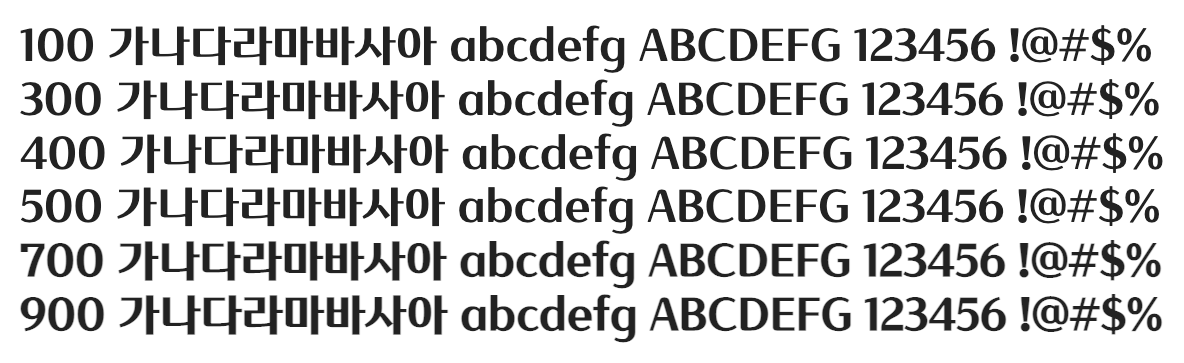 100 가나다라마바사아 abcdefg ABCDEFG 123456 !@#$%
300 가나다라마바사아 abcdefg ABCDEFG 123456 !@#$%
400 가나다라마바사아 abcdefg ABCDEFG 123456 !@#$%
500 가나다라마바사아 abcdefg ABCDEFG 123456 !@#$%
700 가나다라마바사아 abcdefg ABCDEFG 123456 !@#$%
900 가나다라마바사아 abcdefg ABCDEFG 123456 !@#$%